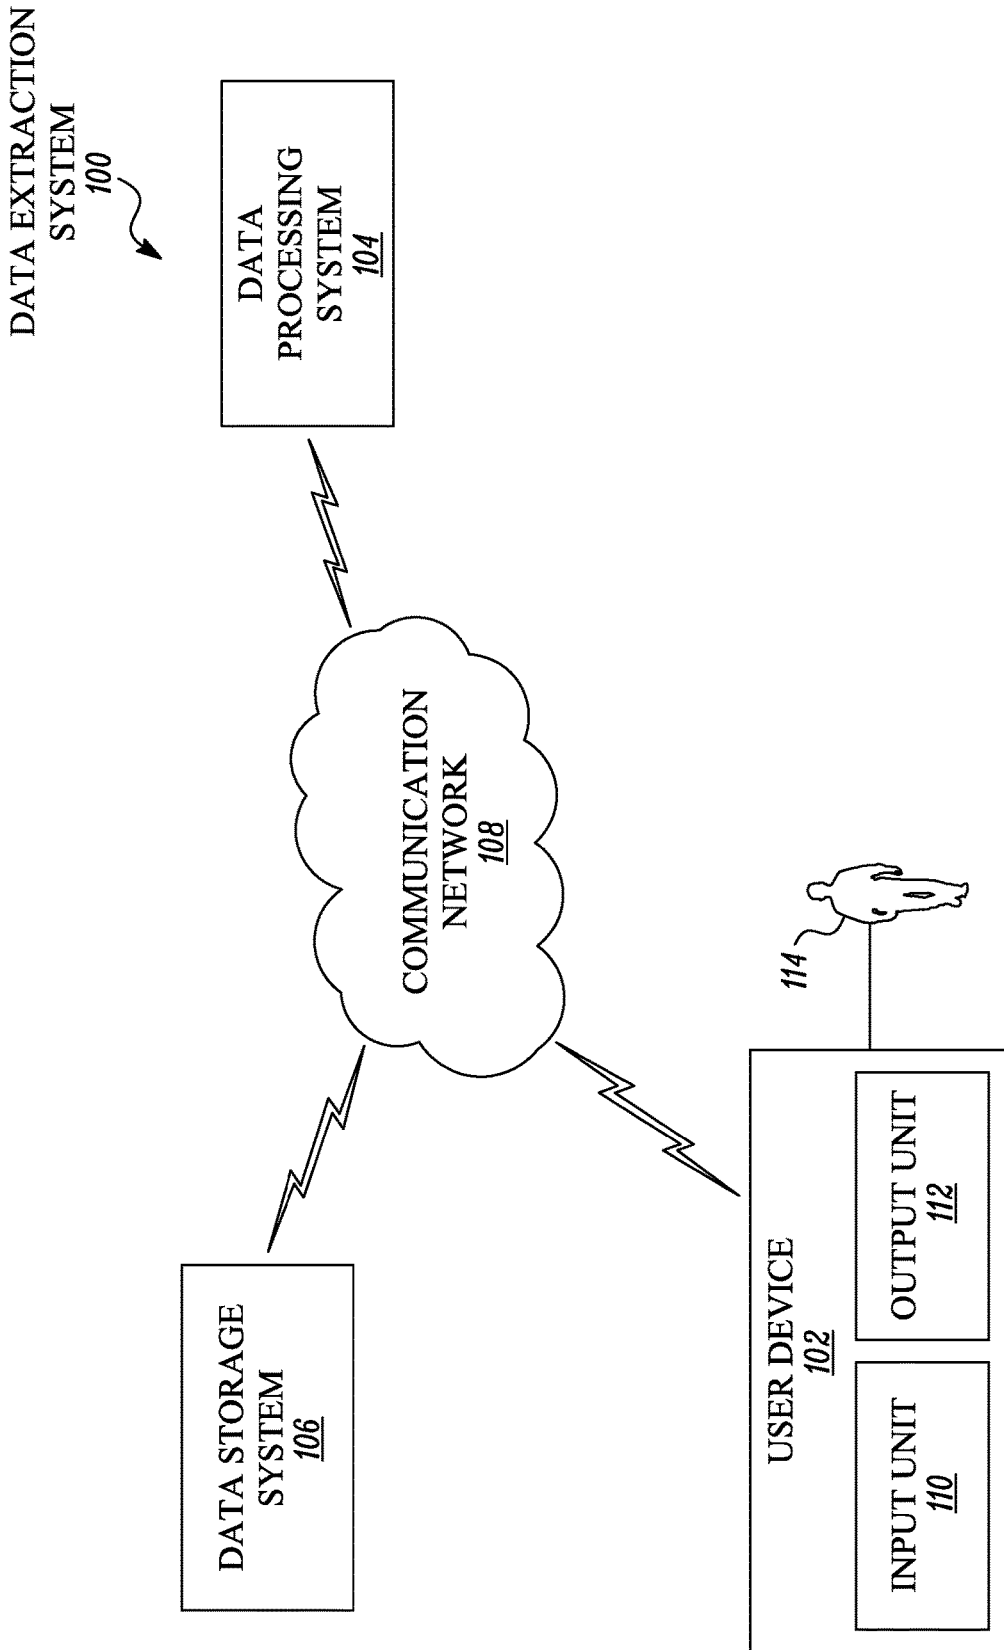 DATA EXTRACTION
SYSTEM
100
DATA
PROCESSING
SYSTEM
104
DATA STORAGE
SYSTEM
106
COMMUNICATION
NETWORK
108
114
USER DEVICE
102
INPUT UNIT
110
OUTPUT UNIT
112